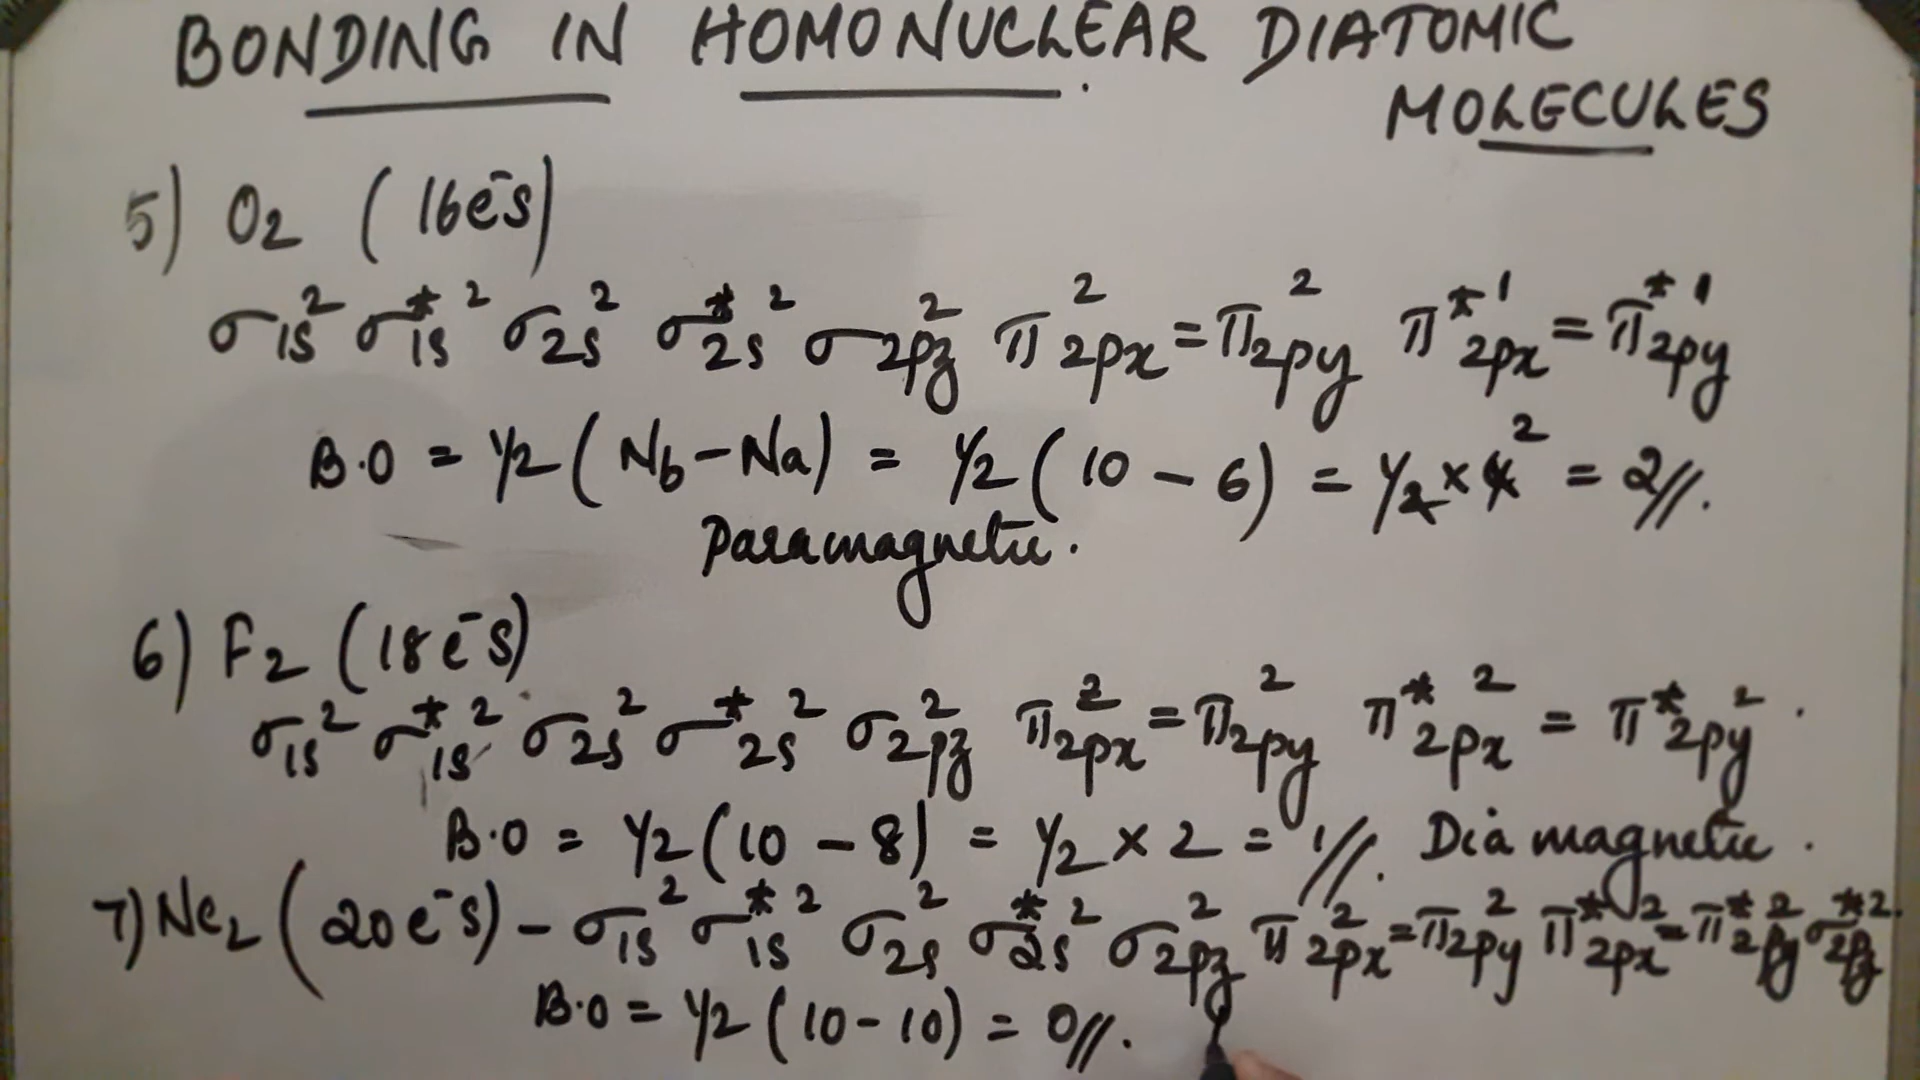 BONDING IN HOMONUCLEAR DIATOMIC
MOLECULES
5) O₂ (16e⁻s)
σ1s² σ*1s² σ2s² σ*2s² σ2pz² π2px² = π2py² π*2px¹ = π*2py¹
B.O = 1/2 (Nb - Na) = 1/2 (10 - 6) = 1/2 × 4 ² = 2//.
Paramagnetic.
6) F₂ (18e⁻s)
σ1s² σ*1s² σ2s² σ*2s² σ2pz² π2px² = π2py² π*2px² = π*2py² .
B.O = 1/2 (10 - 8) = 1/2 × 2 = 1//. Diamagnetic.
7) Ne₂ (20e⁻s) - σ1s² σ*1s² σ2s² σ*2s² σ2pz² π2px² = π2py² π*2px² = π*2py² σ*2pz².
B.O = 1/2 (10 - 10) = 0//.